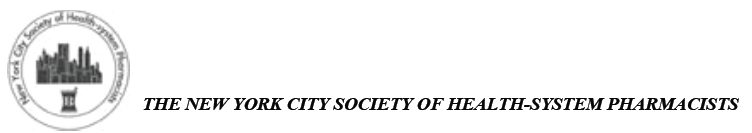 New York City Society of Health-system Pharmacists
THE NEW YORK CITY SOCIETY OF HEALTH-SYSTEM PHARMACISTS